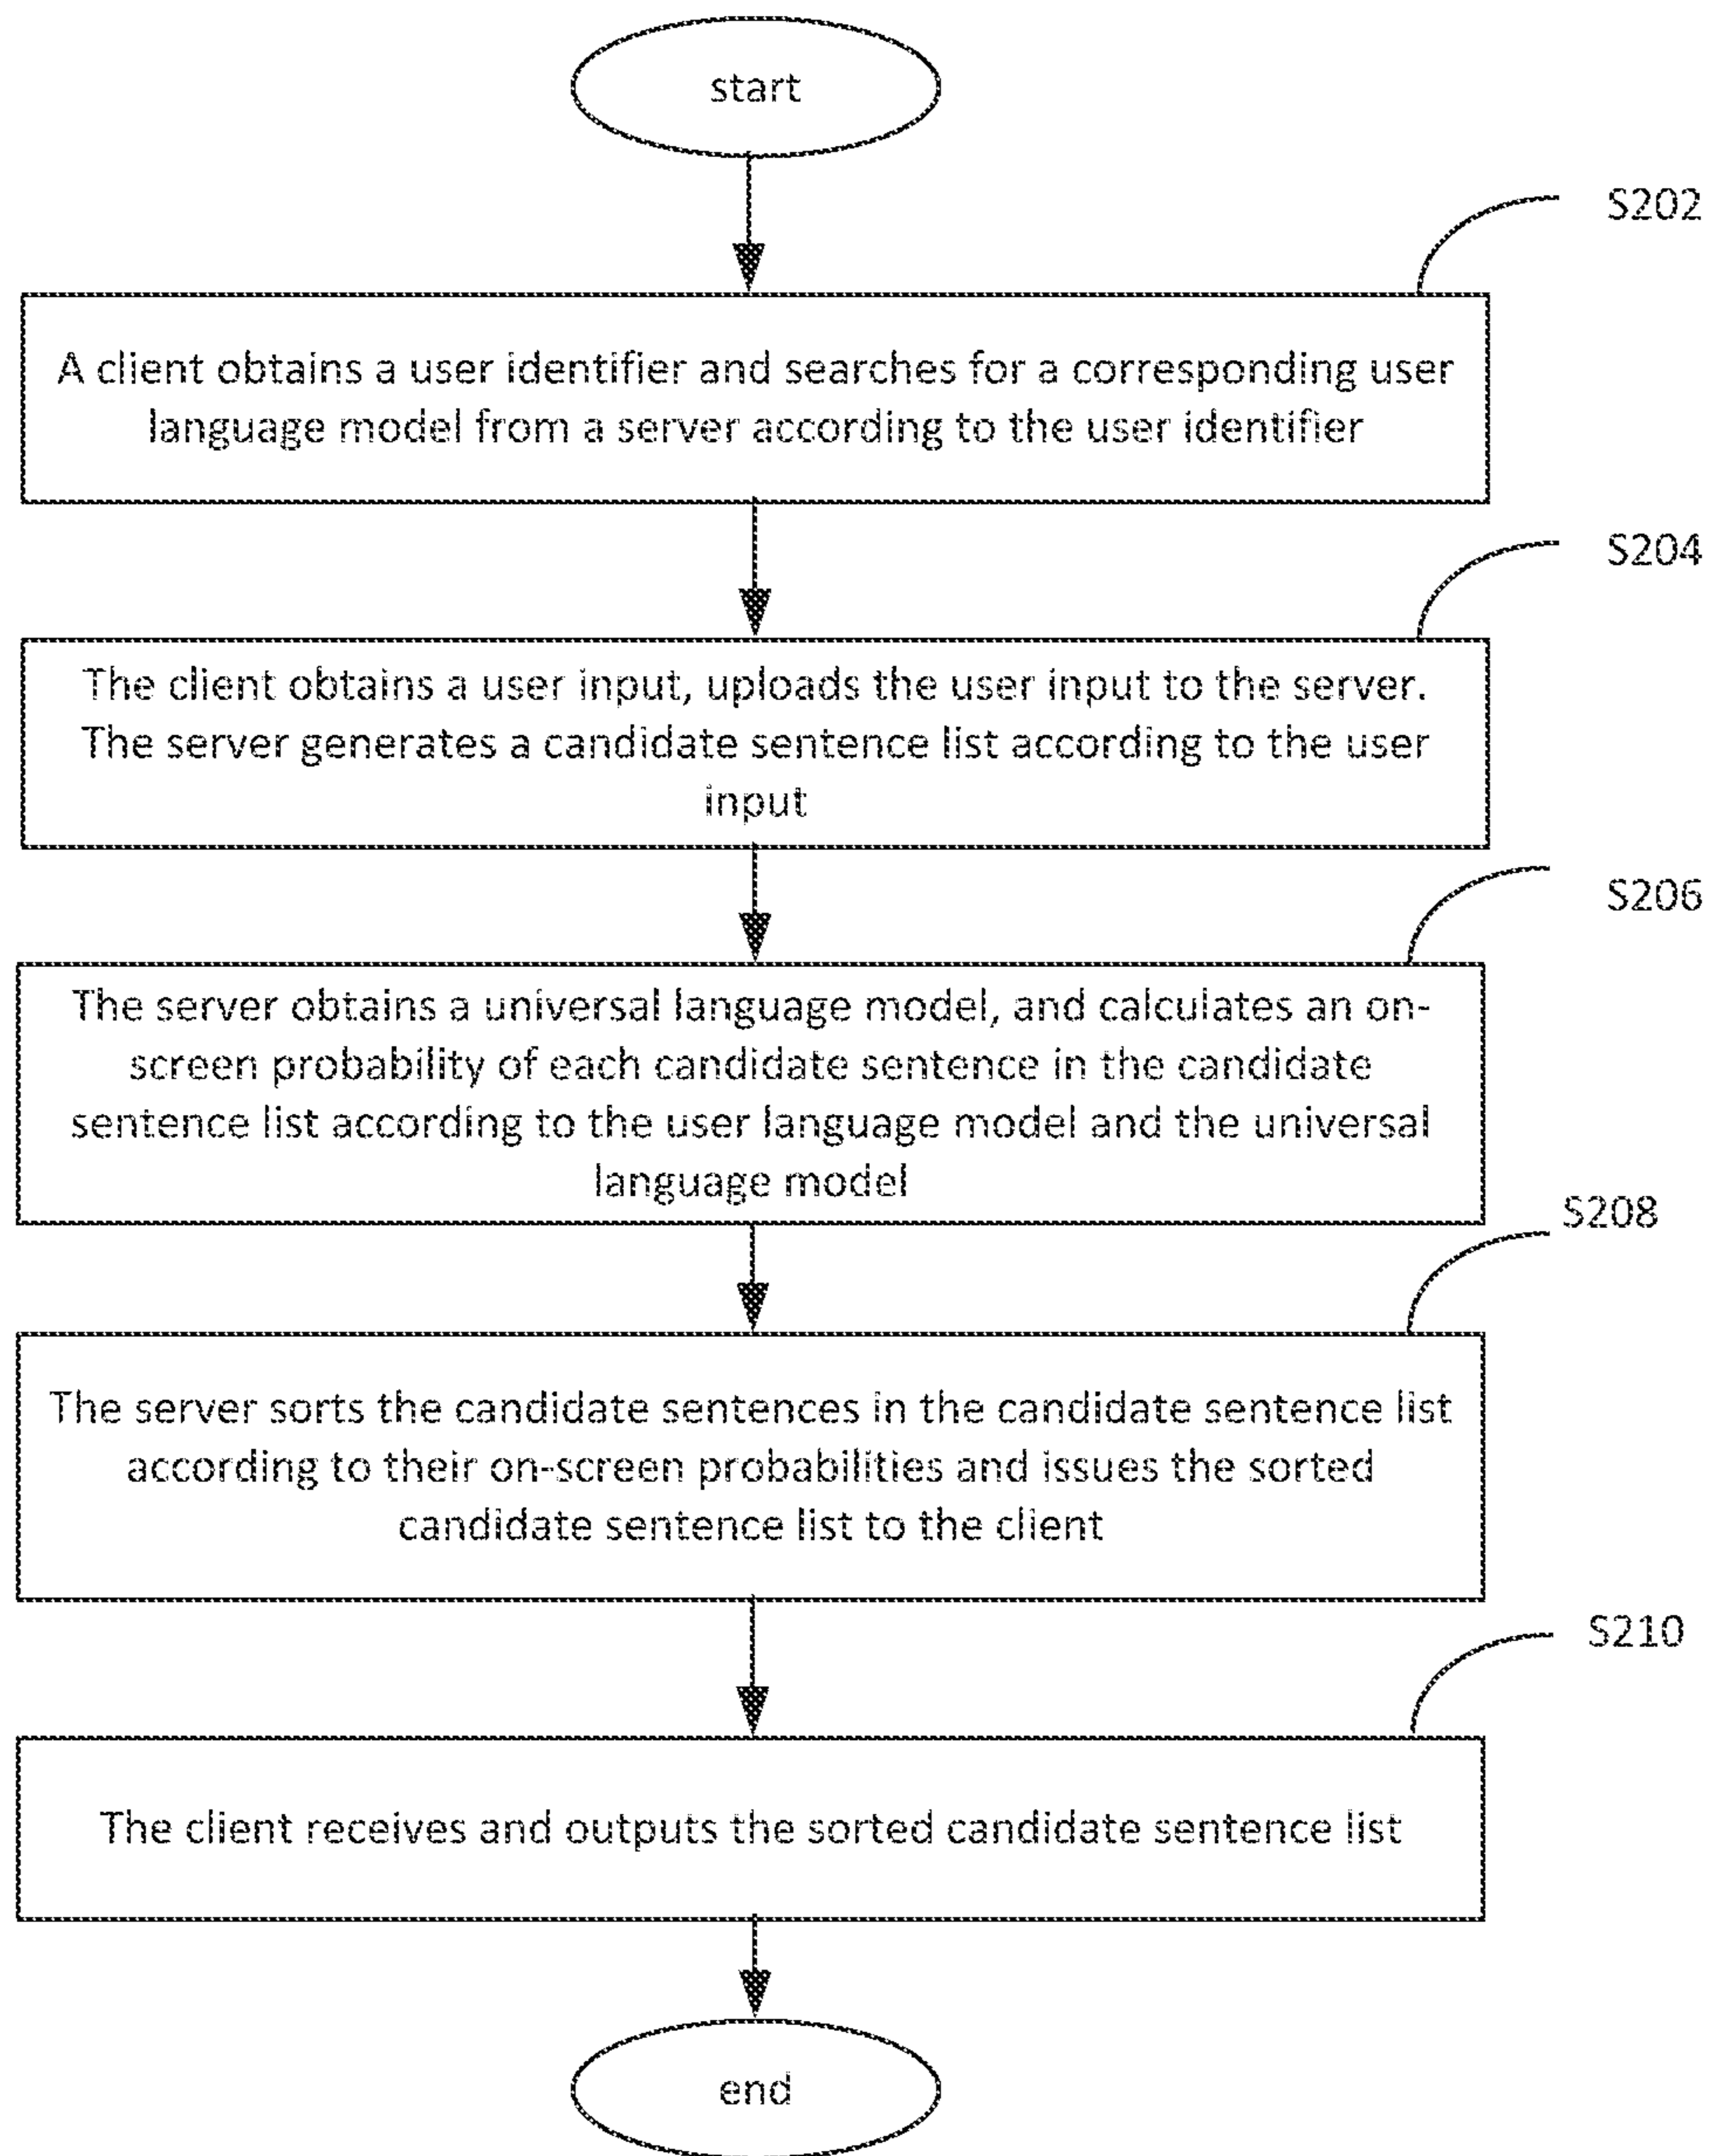 start
S202
A client obtains a user identifier and searches for a corresponding user
language model from a server according to the user identifier
S204
The client obtains a user input, uploads the user input to the server.
The server generates a candidate sentence list according to the user
input
S206
The server obtains a universal language model, and calculates an on-
screen probability of each candidate sentence in the candidate
sentence list according to the user language model and the universal
language model
S208
The server sorts the candidate sentences in the candidate sentence list
according to their on-screen probabilities and issues the sorted
candidate sentence list to the client
S210
The client receives and outputs the sorted candidate sentence list
end